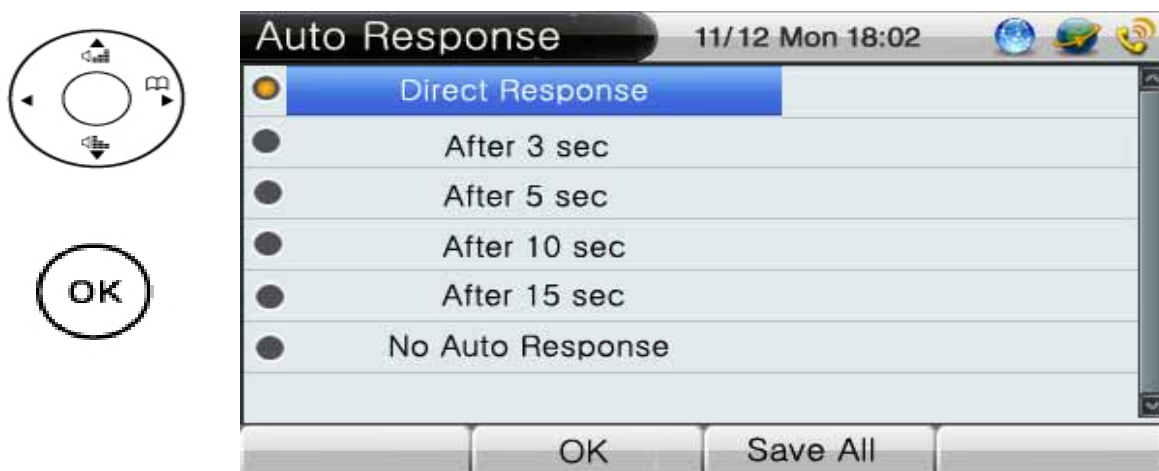 Auto Response 11/12 Mon 18:02
Direct Response
After 3 sec
After 5 sec
OK
After 10 sec
After 15 sec
No Auto Response
OK Save All